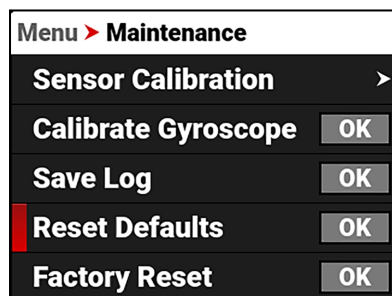 Menu > Maintenance
Sensor Calibration >
Calibrate Gyroscope OK
Save Log OK
Reset Defaults OK
Factory Reset OK